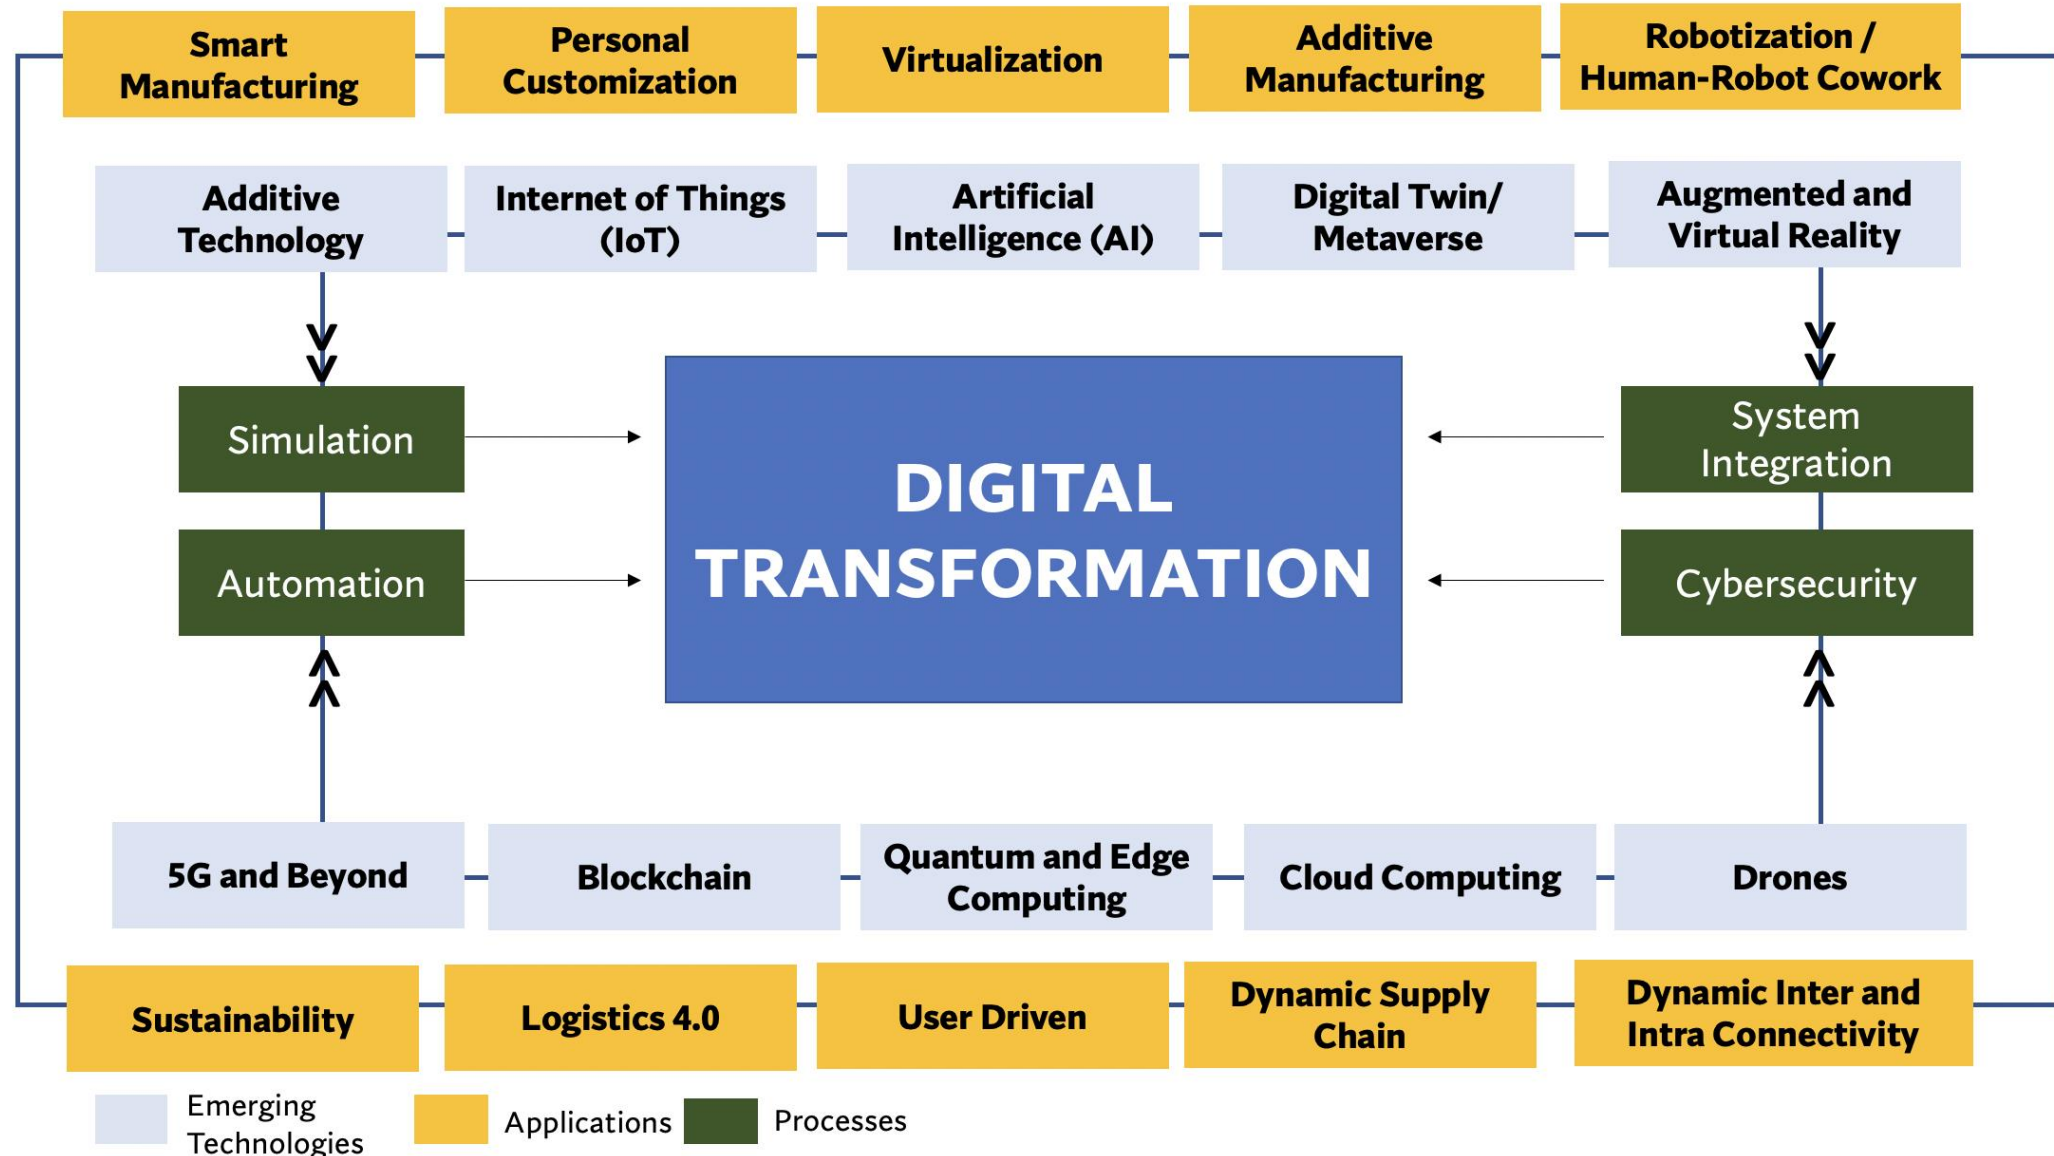 Smart
Manufacturing
Personal
Customization
Virtualization
Additive
Manufacturing
Robotization /
Human-Robot Cowork
Additive
Technology
Internet of Things
(IoT)
Artificial
Intelligence (AI)
Digital Twin/
Metaverse
Augmented and
Virtual Reality
Simulation
Automation
DIGITAL
TRANSFORMATION
System
Integration
Cybersecurity
5G and Beyond
Blockchain
Quantum and Edge
Computing
Cloud Computing
Drones
Sustainability
Logistics 4.0
User Driven
Dynamic Supply
Chain
Dynamic Inter and
Intra Connectivity
Emerging
Technologies
Applications
Processes